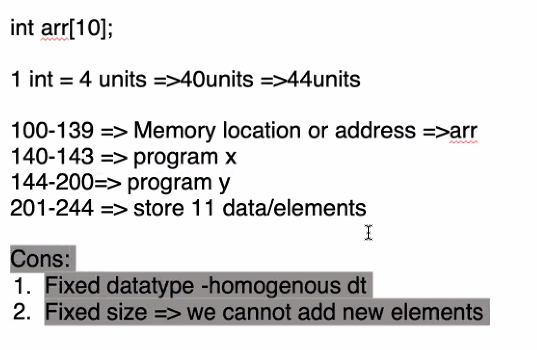 int arr[10];
1 int = 4 units =>40units =>44units
100-139 => Memory location or address =>arr
140-143 => program x
144-200=> program y
201-244 => store 11 data/elements
Cons:
1. Fixed datatype -homogenous dt
2. Fixed size => we cannot add new elements